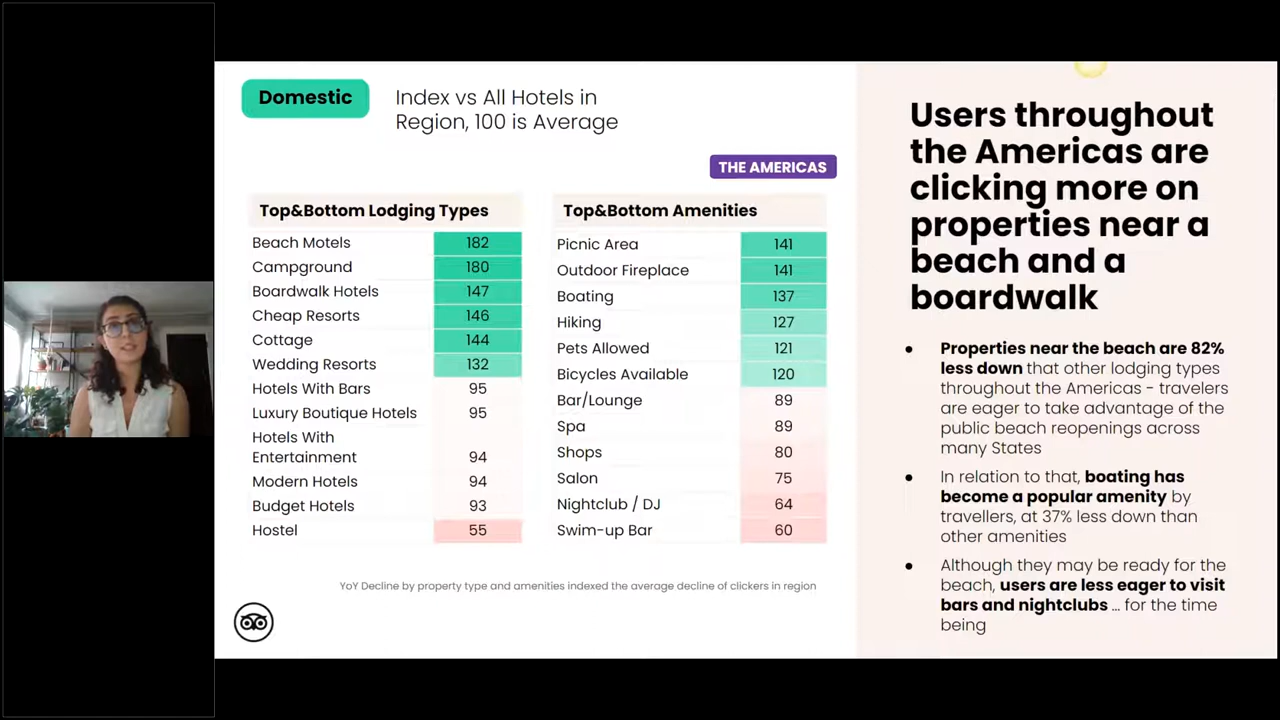 Domestic
Index vs All Hotels in
Region, 100 is Average
THE AMERICAS
Top&Bottom Lodging Types
Beach Motels 182
Campground 180
Boardwalk Hotels 147
Cheap Resorts 146
Cottage 144
Wedding Resorts 132
Hotels With Bars 95
Luxury Boutique Hotels 95
Hotels With
Entertainment 94
Modern Hotels 94
Budget Hotels 93
Hostel 55
Top&Bottom Amenities
Picnic Area 141
Outdoor Fireplace 141
Boating 137
Hiking 127
Pets Allowed 121
Bicycles Available 120
Bar/Lounge 89
Spa 89
Shops 80
Salon 75
Nightclub / DJ 64
Swim-up Bar 60
YoY Decline by property type and amenities indexed the average decline of clickers in region
Users throughout
the Americas are
clicking more on
properties near a
beach and a
boardwalk
● Properties near the beach are 82%
less down that other lodging types
throughout the Americas - travelers
are eager to take advantage of the
public beach reopenings across
many States
● In relation to that, boating has
become a popular amenity by
travellers, at 37% less down than
other amenities
● Although they may be ready for the
beach, users are less eager to visit
bars and nightclubs ... for the time
being